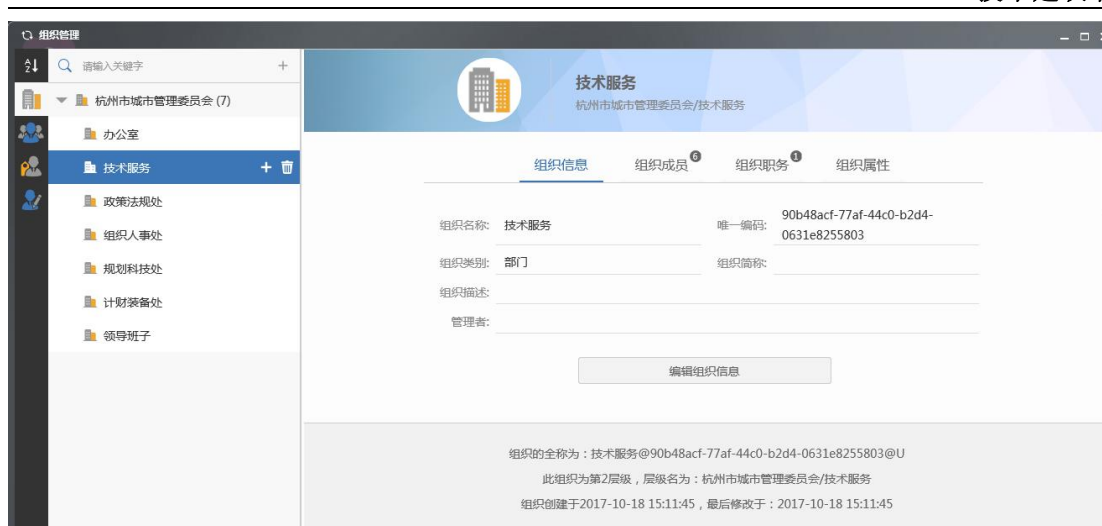 组织管理
请输入关键字
杭州市城市管理委员会 (7)
办公室
技术服务
政策法规处
组织人事处
规划科技处
计财装备处
领导班子
技术服务
杭州市城市管理委员会/技术服务
组织信息 组织成员 6 组织职务 1 组织属性
组织名称: 技术服务 唯一编码: 90b48acf-77af-44c0-b2d4-
0631e8255803
组织类别: 部门 组织简称:
组织描述:
管理者:
编辑组织信息
组织的全称为：技术服务@90b48acf-77af-44c0-b2d4-0631e8255803@U
此组织为第2层级，层级名为：杭州市城市管理委员会/技术服务
组织创建于2017-10-18 15:11:45，最后修改于：2017-10-18 15:11:45